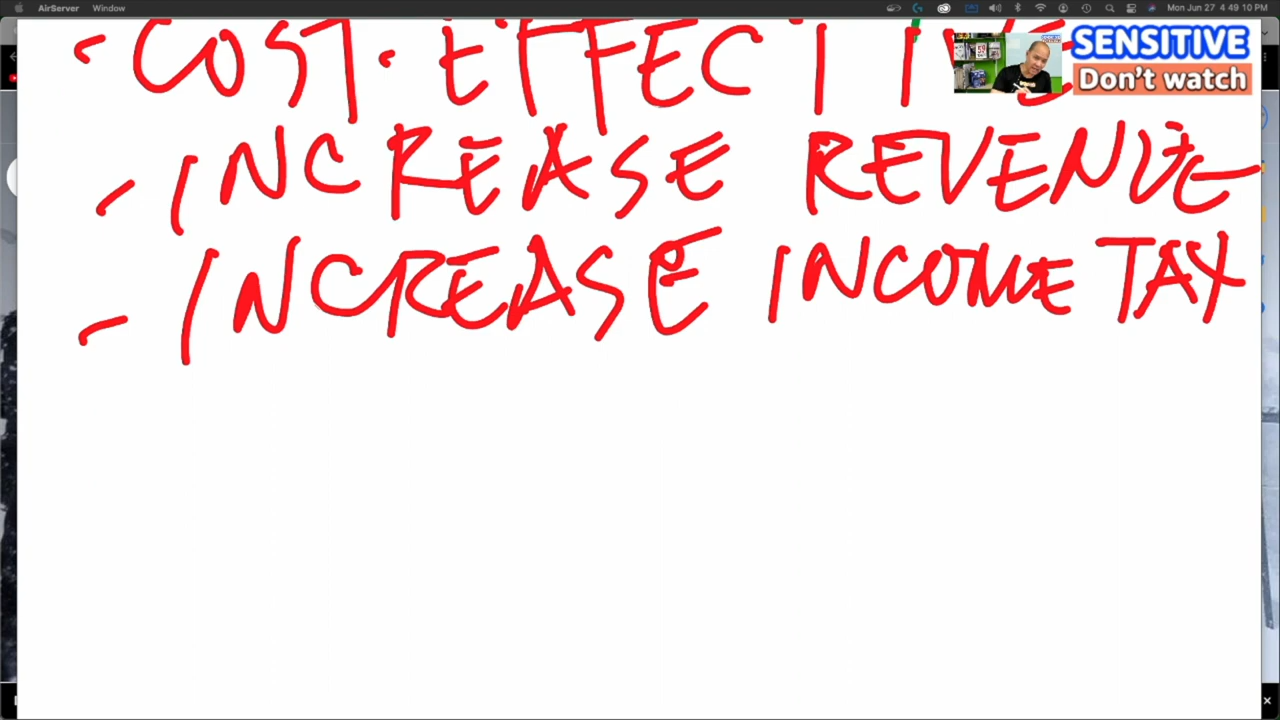 AirServer Window Mon Jun 27 4:49:10 PM
SENSITIVE
Don't watch
- COST-EFFECTIVE
- INCREASE REVENUE
- INCREASE INCOME TAX